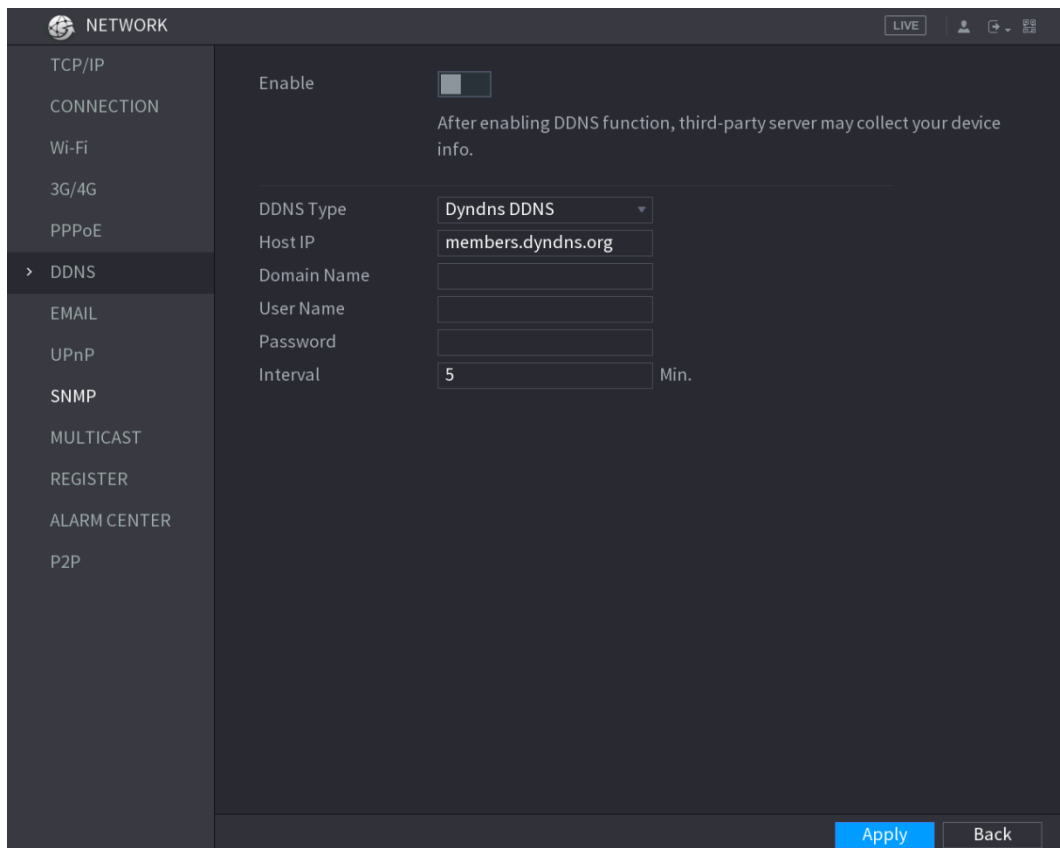 NETWORK
LIVE
TCP/IP
CONNECTION
Wi-Fi
3G/4G
PPPoE
DDNS
EMAIL
UPnP
SNMP
MULTICAST
REGISTER
ALARM CENTER
P2P
Enable
After enabling DDNS function, third-party server may collect your device
info.
DDNS Type Dyndns DDNS
Host IP members.dyndns.org
Domain Name
User Name
Password
Interval 5 Min.
Apply Back